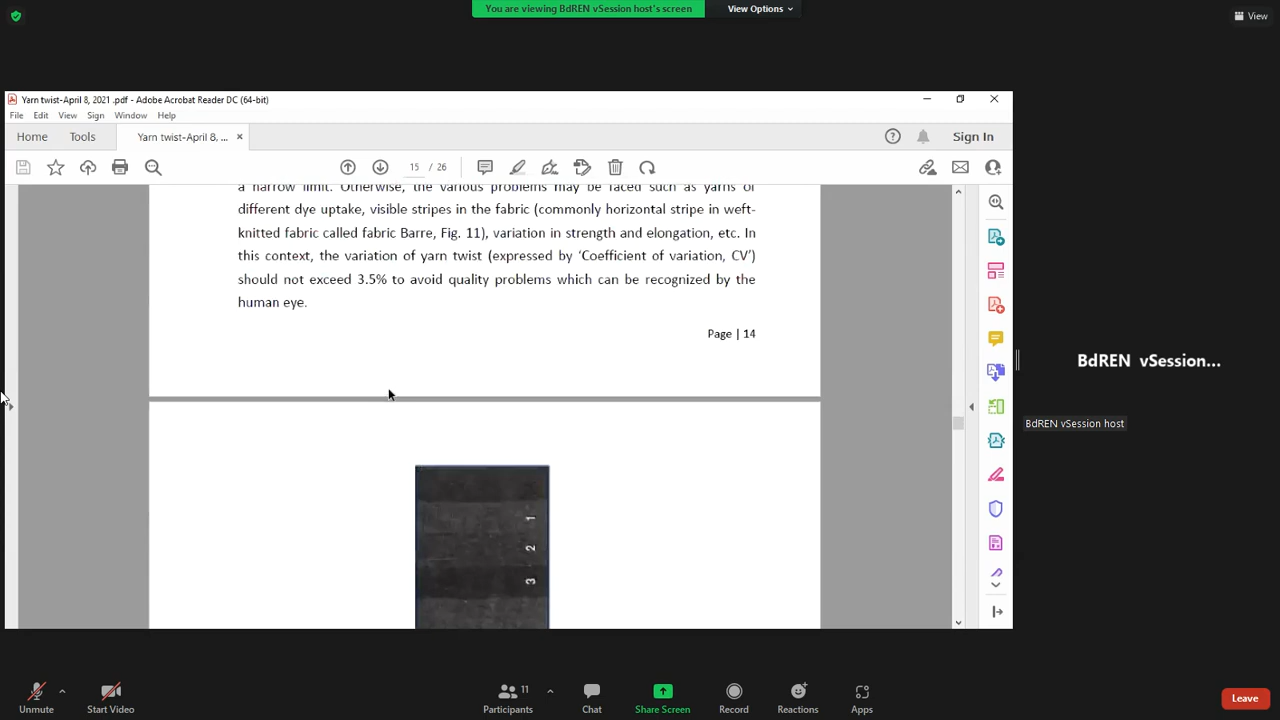 You are viewing BdREN vSession host's screen View Options
View
Yarn twist-April 8, 2021 .pdf - Adobe Acrobat Reader DC (64-bit)
File Edit View Sign Window Help
Home Tools Yarn twist-April 8, ... Sign In
15 / 26
a narrow limit. Otherwise, the various problems may be faced such as yarns of
different dye uptake, visible stripes in the fabric (commonly horizontal stripe in weft-
knitted fabric called fabric Barre, Fig. 11), variation in strength and elongation, etc. In
this context, the variation of yarn twist (expressed by ‘Coefficient of variation, CV’)
should not exceed 3.5% to avoid quality problems which can be recognized by the
human eye.
Page | 14
1
2
3
BdREN vSession...
BdREN vSession host
Unmute Start Video Participants 11 Chat Share Screen Record Reactions Apps Leave